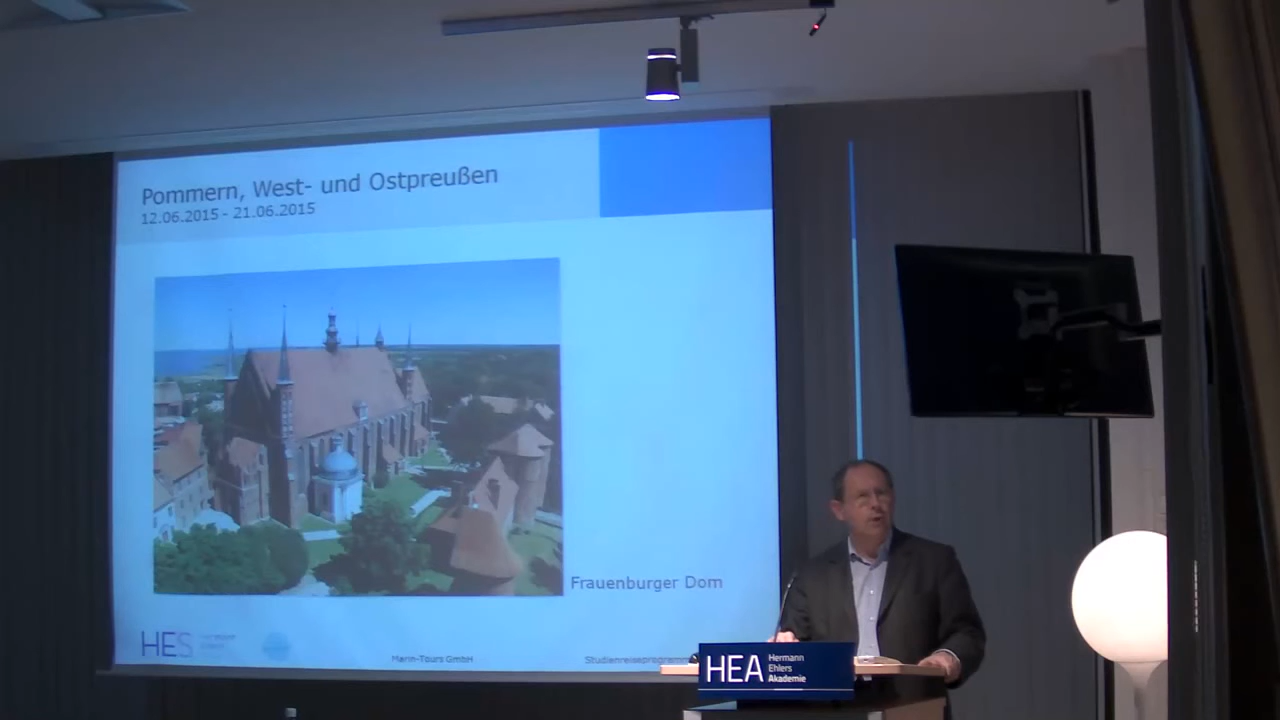 Pommern, West- und Ostpreußen
12.06.2015 - 21.06.2015
Frauenburger Dom
HES
Marin-Tours GmbH
HEA
Hermann
Ehlers
Akademie